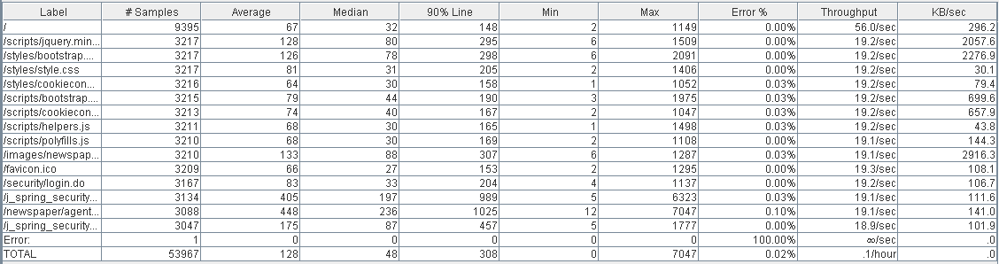 Label # Samples Average Median 90% Line Min Max Error % Throughput KB/sec
/ 9395 67 32 148 2 1149 0.00% 56.0/sec 296.2
/scripts/jquery.min... 3217 128 80 295 6 1509 0.00% 19.2/sec 2057.6
/styles/bootstrap.... 3217 126 78 298 6 2091 0.00% 19.2/sec 2276.9
/styles/style.css 3217 81 31 205 2 1406 0.00% 19.2/sec 30.1
/styles/cookiecon... 3216 64 30 158 1 1052 0.03% 19.2/sec 79.4
/scripts/bootstrap.... 3215 79 44 190 3 1975 0.03% 19.2/sec 699.6
/scripts/cookiecon... 3213 74 40 167 2 1047 0.03% 19.2/sec 657.9
/scripts/helpers.js 3211 68 30 165 1 1498 0.03% 19.2/sec 43.8
/scripts/polyfills.js 3210 68 30 169 2 1108 0.00% 19.1/sec 144.3
/images/newspap... 3210 133 88 307 6 1287 0.03% 19.1/sec 2916.3
/favicon.ico 3209 66 27 153 2 1295 0.00% 19.3/sec 108.1
/security/login.do 3167 83 33 204 4 1137 0.00% 19.2/sec 106.7
/j_spring_security... 3134 405 197 989 5 6323 0.03% 19.1/sec 111.6
/newspaper/agent... 3088 448 236 1025 12 7047 0.10% 19.1/sec 141.0
/j_spring_security... 3047 175 87 457 5 1777 0.00% 18.9/sec 101.9
Error: 1 0 0 0 0 0 100.00% ∞/sec .0
TOTAL 53967 128 48 308 0 7047 0.02% .1/hour .0